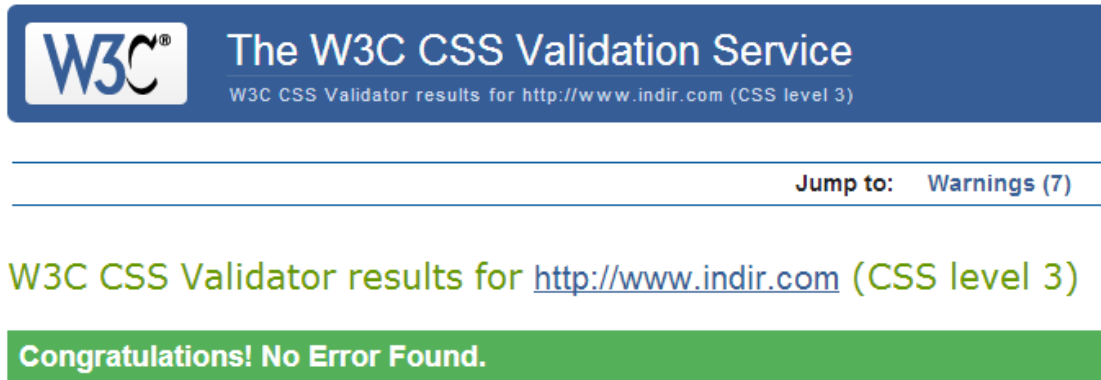 W3C®
The W3C CSS Validation Service
W3C CSS Validator results for http://www.indir.com (CSS level 3)
Jump to: Warnings (7)
W3C CSS Validator results for http://www.indir.com (CSS level 3)
Congratulations! No Error Found.